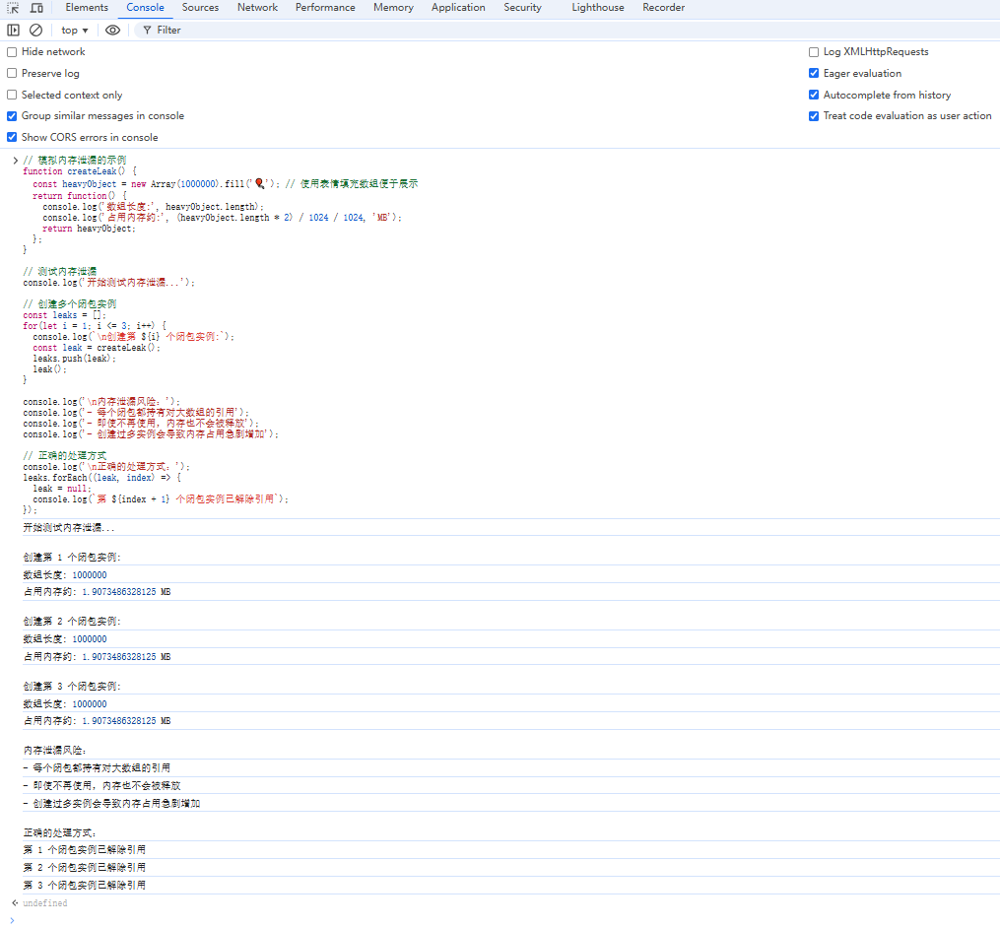 Elements Console Sources Network Performance Memory Application Security Lighthouse Recorder
top ▼ Filter
Hide network
Log XMLHttpRequests
Preserve log
Eager evaluation
Selected context only
Autocomplete from history
Group similar messages in console
Treat code evaluation as user action
Show CORS errors in console
> // 模拟内存泄漏的示例
function createLeak() {
  const heavyObject = new Array(1000000).fill('🎈'); // 使用表情填充数组便于展示
  return function() {
    console.log('数组长度:', heavyObject.length);
    console.log('占用内存约:', (heavyObject.length * 2) / 1024 / 1024, 'MB');
    return heavyObject;
  };
}
// 测试内存泄漏
console.log('开始测试内存泄漏...');
// 创建多个闭包实例
const leaks = [];
for(let i = 1; i <= 3; i++) {
  console.log(`\n创建第 ${i} 个闭包实例:`);
  const leak = createLeak();
  leaks.push(leak);
  leak();
}
console.log('\n内存泄漏风险：');
console.log('- 每个闭包都持有对大数组的引用');
console.log('- 即使不再使用，内存也不会被释放');
console.log('- 创建过多实例会导致内存占用急剧增加');
// 正确的处理方式
console.log('\n正确的处理方式：');
leaks.forEach((leak, index) => {
  leak = null;
  console.log(`第 ${index + 1} 个闭包实例已解除引用`);
});
开始测试内存泄漏...
创建第 1 个闭包实例:
数组长度: 1000000
占用内存约: 1.9073486328125 MB
创建第 2 个闭包实例:
数组长度: 1000000
占用内存约: 1.9073486328125 MB
创建第 3 个闭包实例:
数组长度: 1000000
占用内存约: 1.9073486328125 MB
内存泄漏风险：
- 每个闭包都持有对大数组的引用
- 即使不再使用，内存也不会被释放
- 创建过多实例会导致内存占用急剧增加
正确的处理方式：
第 1 个闭包实例已解除引用
第 2 个闭包实例已解除引用
第 3 个闭包实例已解除引用
undefined